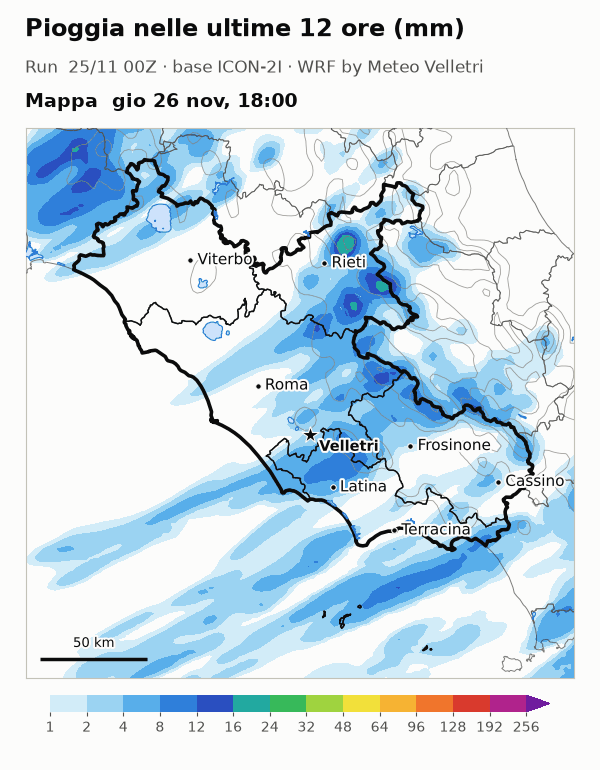 Pioggia nelle ultime 12 ore (mm)
Run 25/11 00Z · base ICON-2I · WRF by Meteo Velletri
Mappa gio 26 nov, 18:00
Viterbo
Rieti
Roma
Velletri
Frosinone
Latina
Cassino
Terracina
50 km
1 2 4 8 12 16 24 32 48 64 96 128 192 256